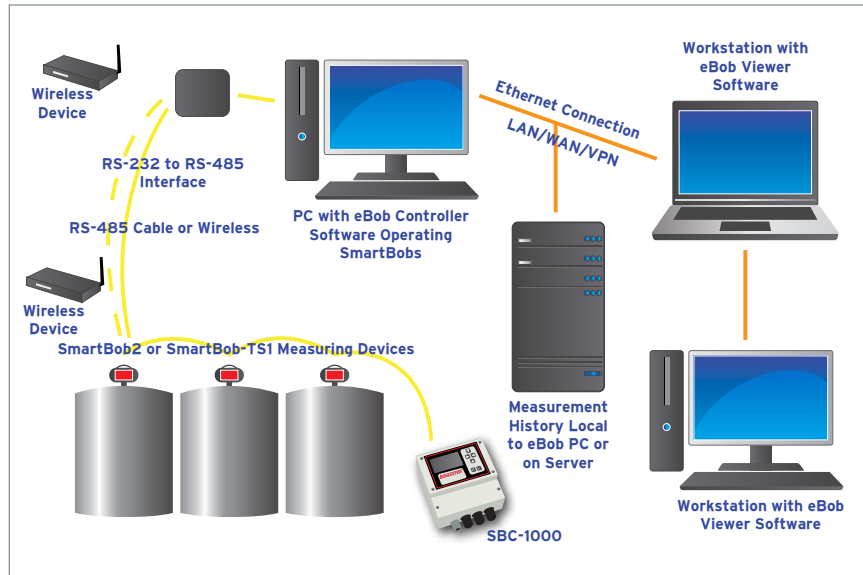 Wireless
Device
RS-232 to RS-485
Interface
RS-485 Cable or Wireless
Wireless
Device
SmartBob2 or SmartBob-TS1 Measuring Devices
PC with eBob Controller
Software Operating
SmartBobs
Ethernet Connection
LAN/WAN/VPN
Workstation with
eBob Viewer
Software
Measurement
History Local
to eBob PC or
on Server
Workstation with eBob
Viewer Software
SBC-1000